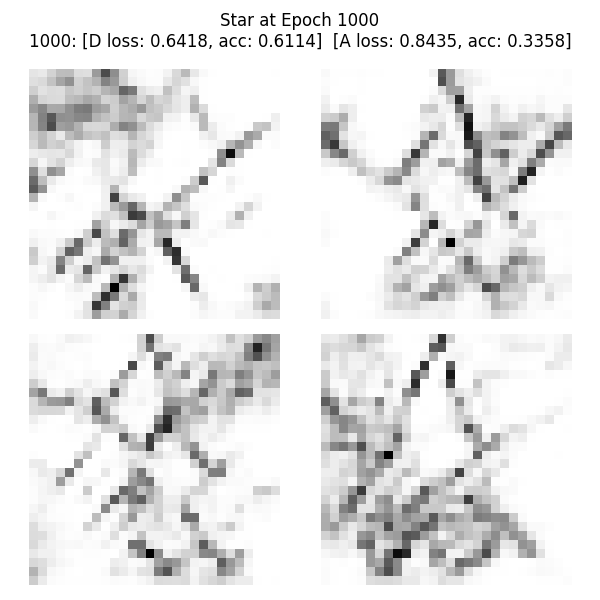 Star at Epoch 1000
1000: [D loss: 0.6418, acc: 0.6114]  [A loss: 0.8435, acc: 0.3358]